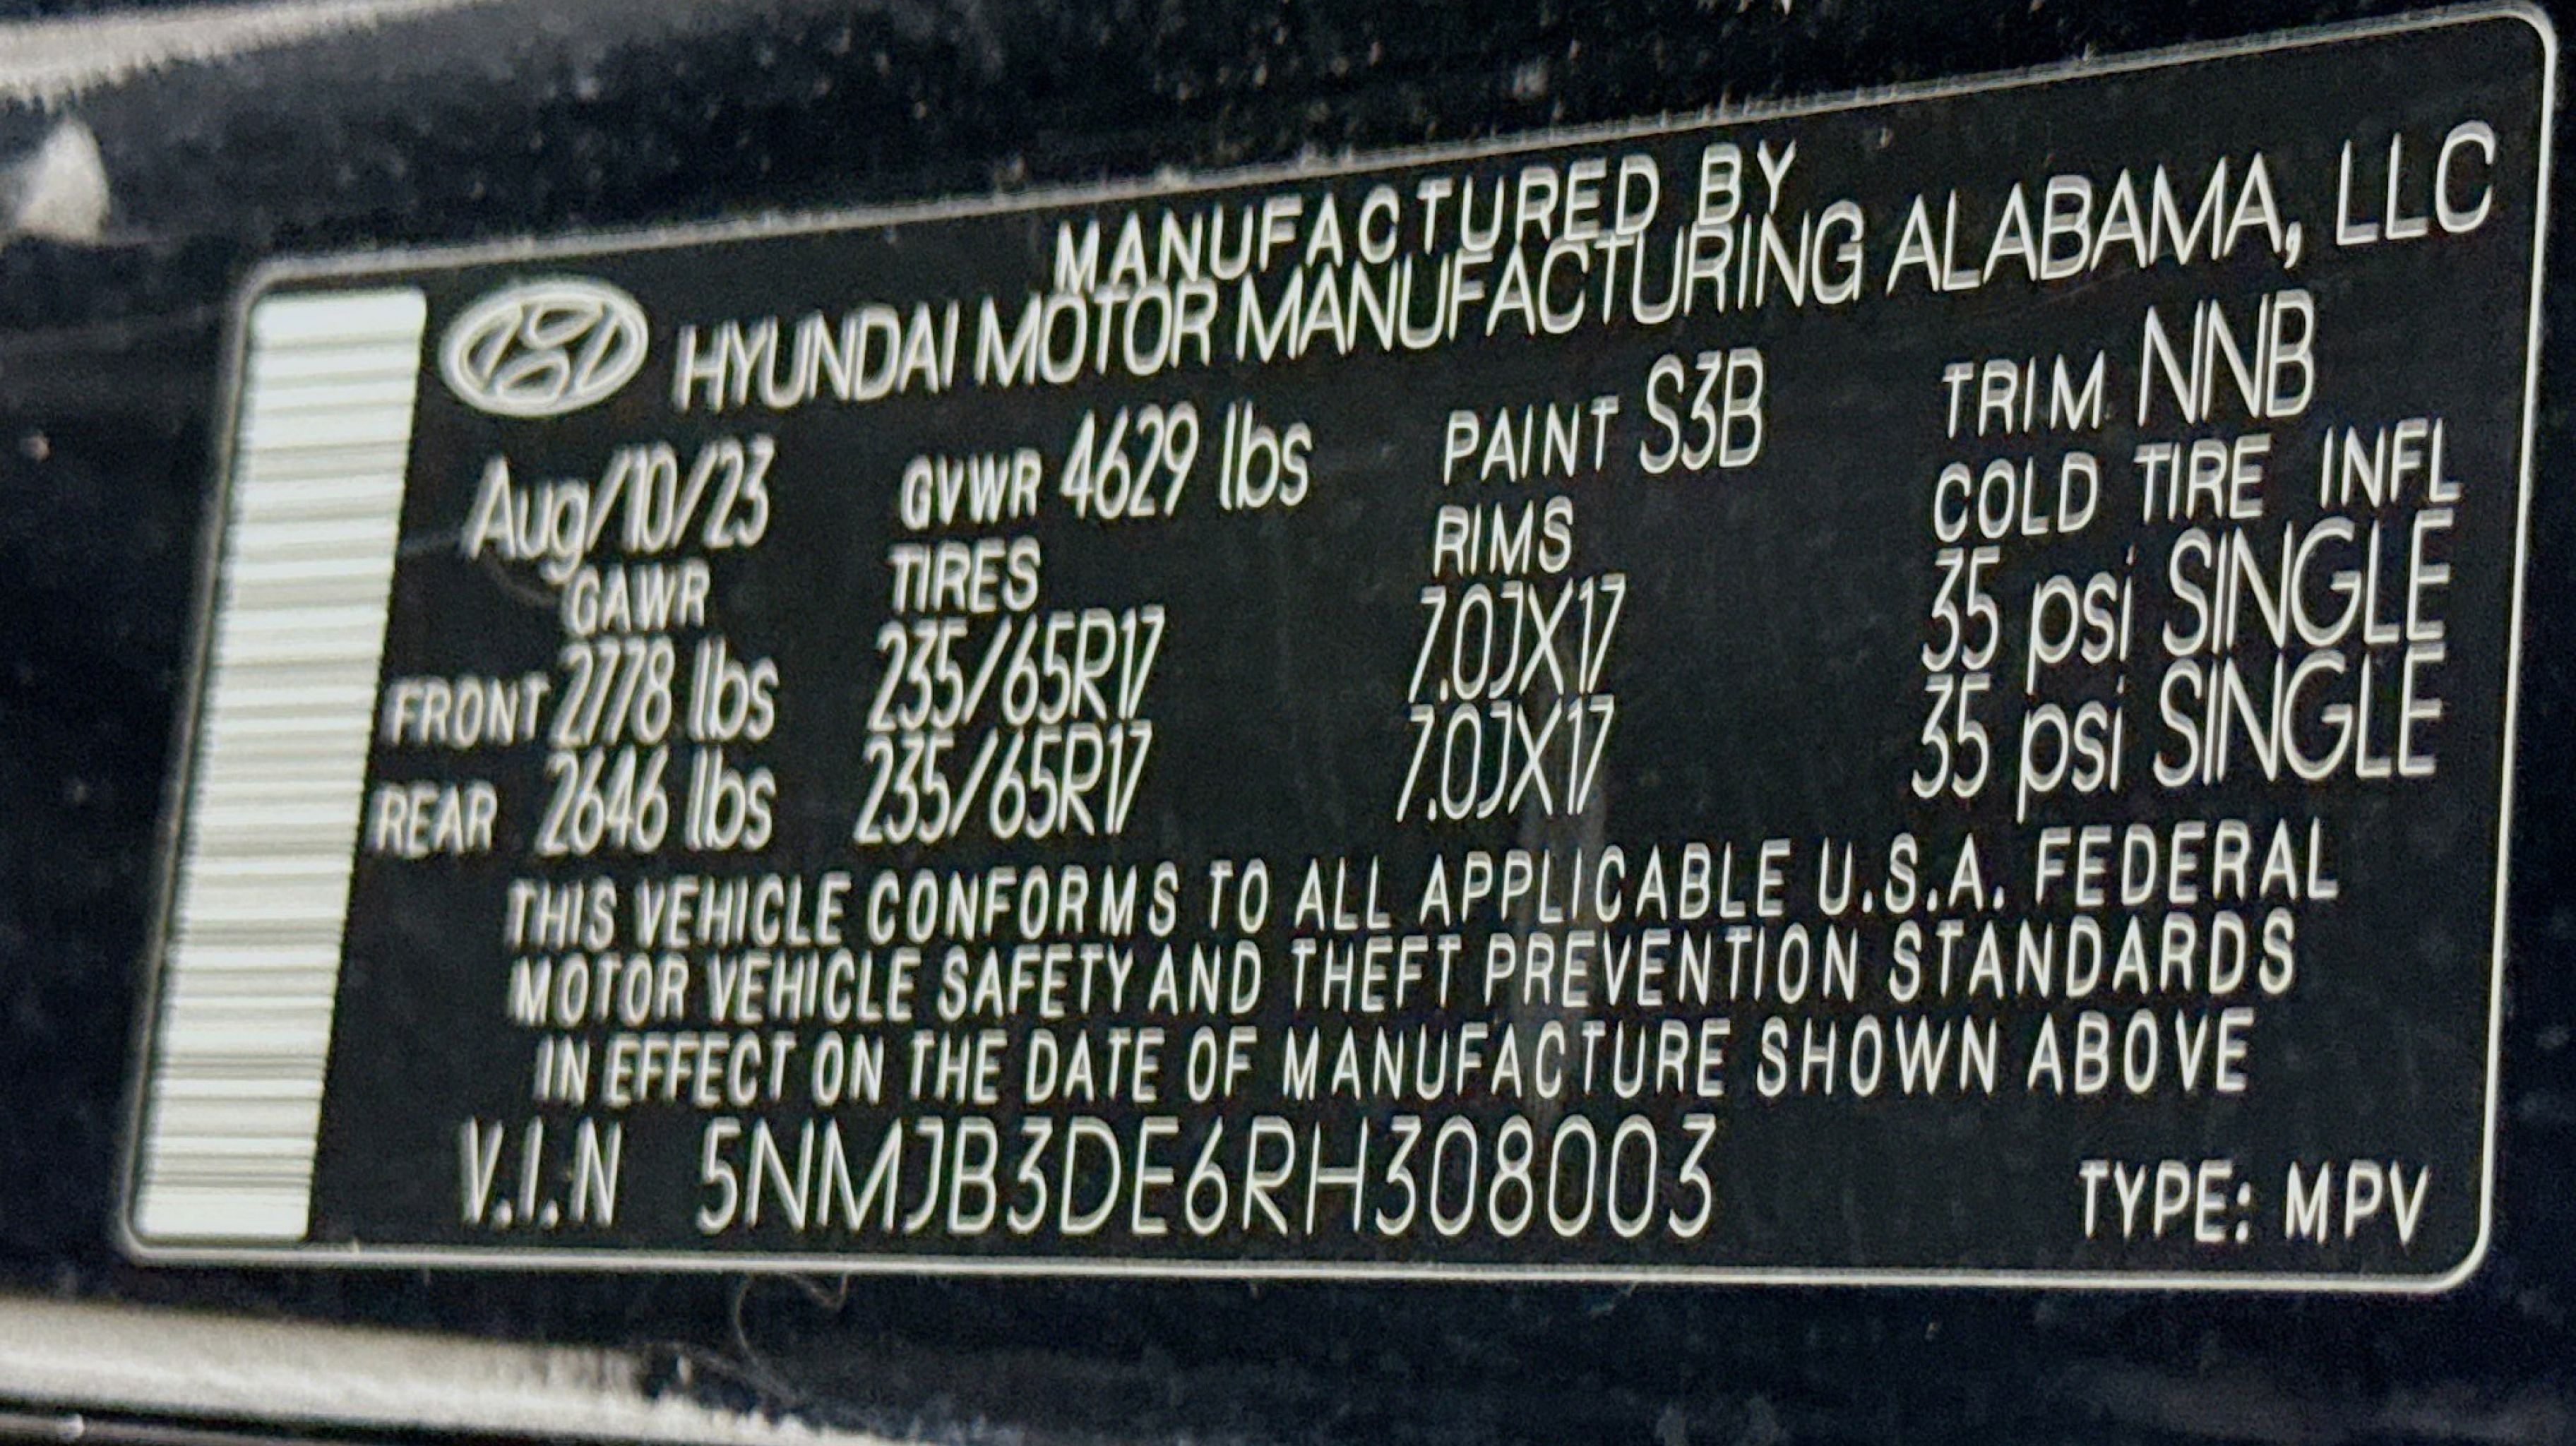 MANUFACTURED BY
HYUNDAI MOTOR MANUFACTURING ALABAMA, LLC
Aug/10/23 GVWR 4629 lbs PAINT S3B TRIM NNB
GAWR TIRES RIMS COLD TIRE INFL
FRONT 2778 lbs 235/65R17 7.0JX17 35 psi SINGLE
REAR 2646 lbs 235/65R17 7.0JX17 35 psi SINGLE
THIS VEHICLE CONFORMS TO ALL APPLICABLE U.S.A. FEDERAL
MOTOR VEHICLE SAFETY AND THEFT PREVENTION STANDARDS
IN EFFECT ON THE DATE OF MANUFACTURE SHOWN ABOVE
V.I.N 5NMJB3DE6RH308003 TYPE: MPV